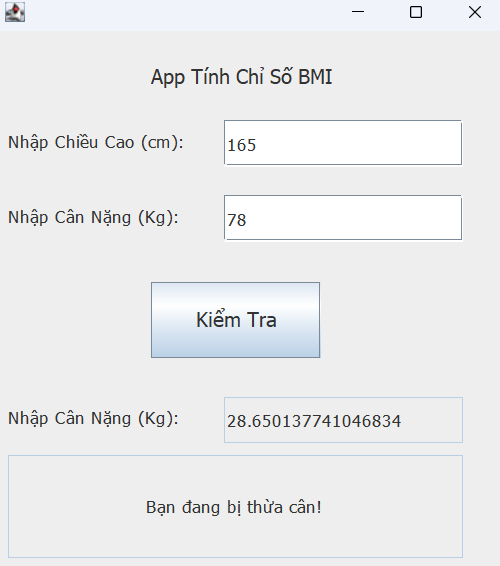 App Tính Chỉ Số BMI
Nhập Chiều Cao (cm):
165
Nhập Cân Nặng (Kg):
78
Kiểm Tra
Nhập Cân Nặng (Kg):
28.650137741046834
Bạn đang bị thừa cân!